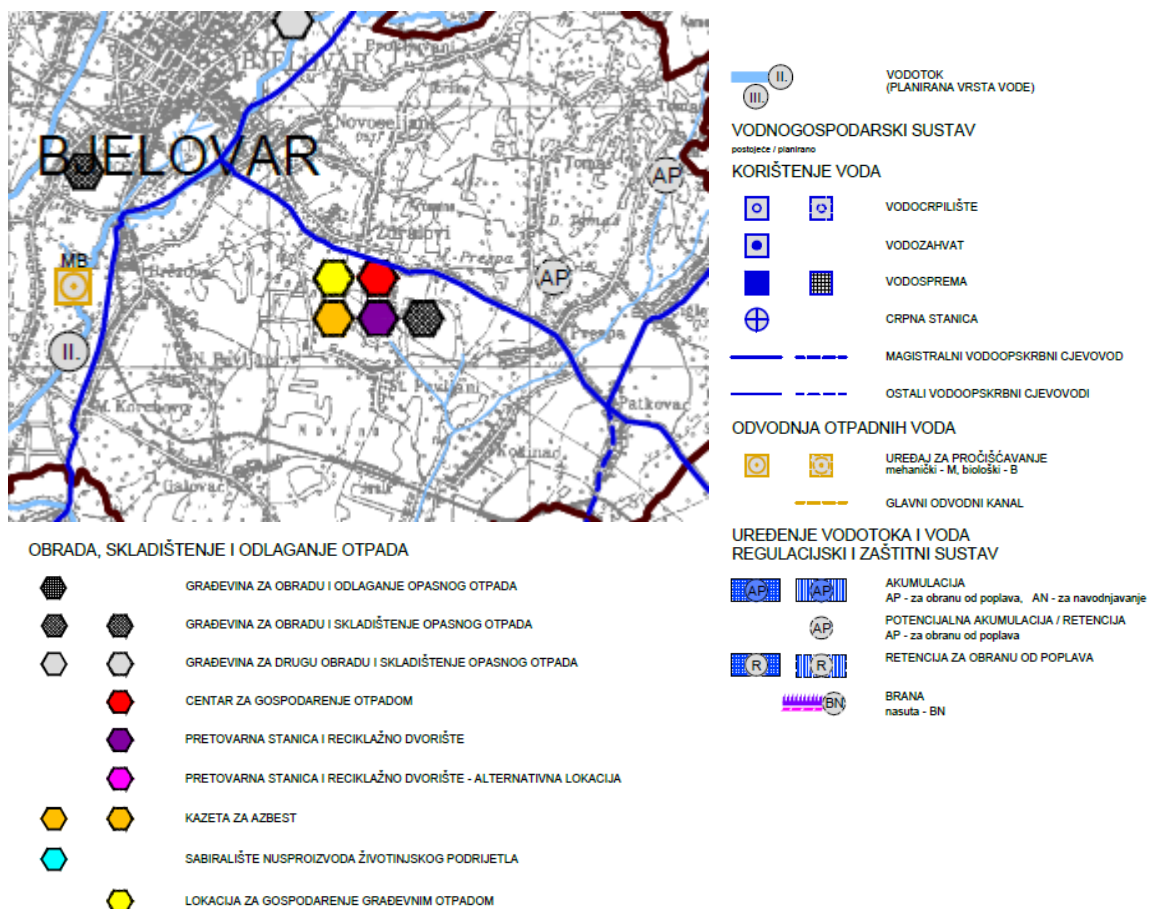 BJELOVAR
Novoseljani
Tomaš
AP
BJELOVAR
D. Tomaš
Ždralovi
Prespa
MB
AP
Prespa
II.
N. Pavljani
St. Pavljani
M. Korenovo
Patkovac
Novine
Kokinac
Galovac
II.
III.
VODOTOK
(PLANIRANA VRSTA VODE)
VODNOGOSPODARSKI SUSTAV
postojeće / planirano
KORIŠTENJE VODA
VODOCRPILIŠTE
VODOZAHVAT
VODOSPREMA
CRPNA STANICA
MAGISTRALNI VODOOPSKRBNI CJEVOVOD
OSTALI VODOOPSKRBNI CJEVOVODI
ODVODNJA OTPADNIH VODA
UREĐAJ ZA PROČIŠĆAVANJE
mehanički - M, biološki - B
GLAVNI ODVODNI KANAL
UREĐENJE VODOTOKA I VODA
REGULACIJSKI I ZAŠTITNI SUSTAV
AP AP AKUMULACIJA
AP - za obranu od poplava, AN - za navodnjavanje
AP POTENCIJALNA AKUMULACIJA / RETENCIJA
AP - za obranu od poplava
R R RETENCIJA ZA OBRANU OD POPLAVA
BN BRANA
nasuta - BN
OBRADA, SKLADIŠTENJE I ODLAGANJE OTPADA
GRAĐEVINA ZA OBRADU I ODLAGANJE OPASNOG OTPADA
GRAĐEVINA ZA OBRADU I SKLADIŠTENJE OPASNOG OTPADA
GRAĐEVINA ZA DRUGU OBRADU I SKLADIŠTENJE OPASNOG OTPADA
CENTAR ZA GOSPODARENJE OTPADOM
PRETOVARNA STANICA I RECIKLAŽNO DVORIŠTE
PRETOVARNA STANICA I RECIKLAŽNO DVORIŠTE - ALTERNATIVNA LOKACIJA
KAZETA ZA AZBEST
SABIRALIŠTE NUSPROIZVODA ŽIVOTINJSKOG PODRIJETLA
LOKACIJA ZA GOSPODARENJE GRAĐEVNIM OTPADOM